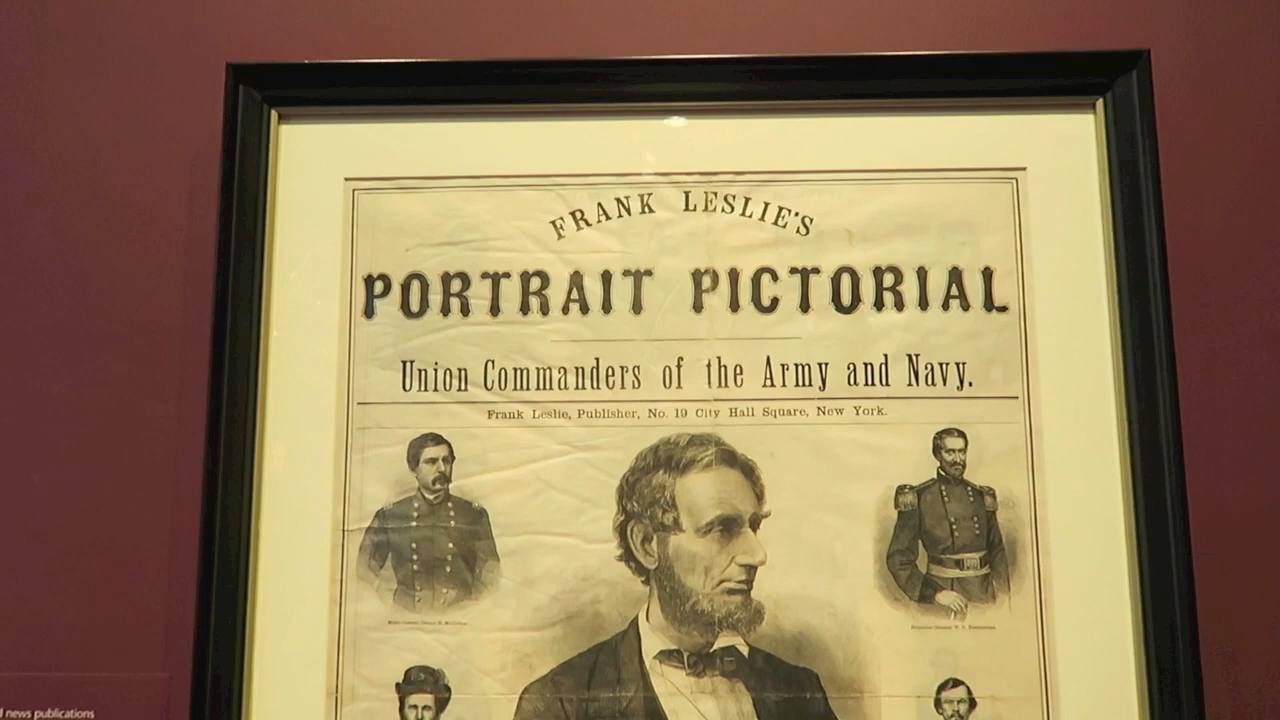 FRANK LESLIE'S
PORTRAIT PICTORIAL
Union Commanders of the Army and Navy.
Frank Leslie, Publisher, No. 19 City Hall Square, New York.
news publications